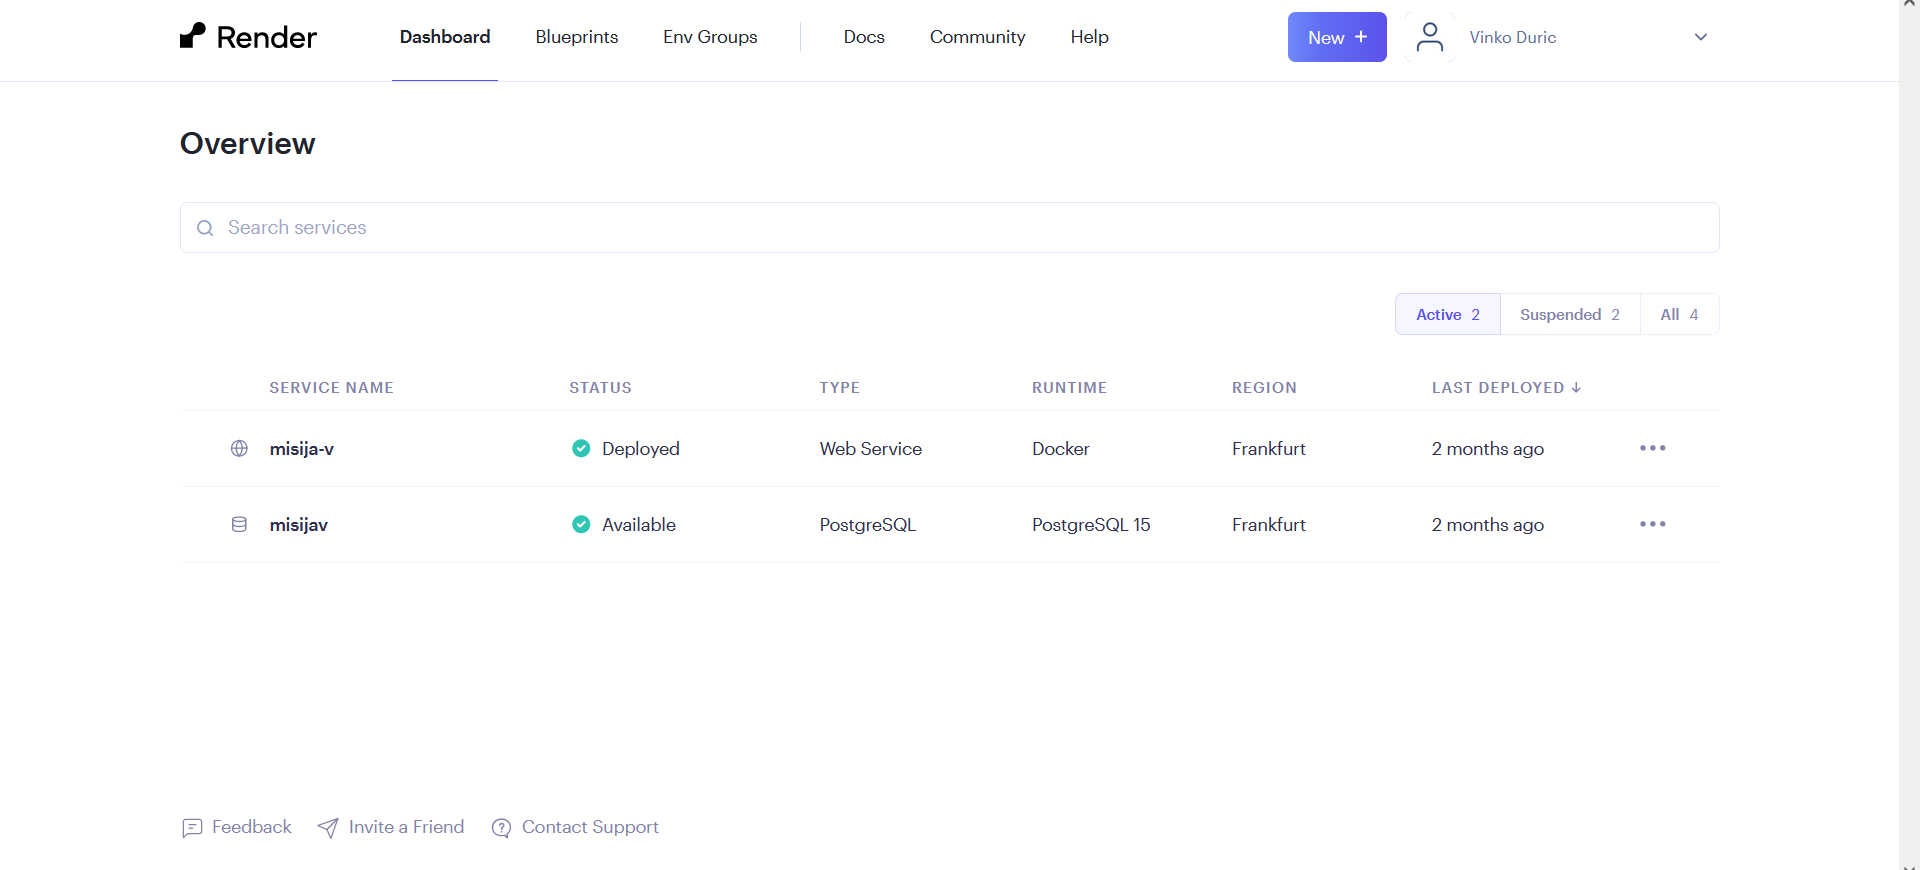 Render Dashboard Blueprints Env Groups Docs Community Help New + Vinko Duric
Overview
Search services
Active 2 Suspended 2 All 4
SERVICE NAME STATUS TYPE RUNTIME REGION LAST DEPLOYED ↓
misija-v Deployed Web Service Docker Frankfurt 2 months ago
misijav Available PostgreSQL PostgreSQL 15 Frankfurt 2 months ago
Feedback Invite a Friend Contact Support